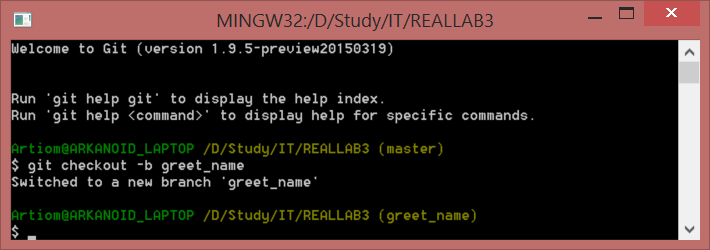 MINGW32:/D/Study/IT/REALLAB3
Welcome to Git (version 1.9.5-preview20150319)
Run 'git help git' to display the help index.
Run 'git help <command>' to display help for specific commands.
Artiom@ARKANOID_LAPTOP /D/Study/IT/REALLAB3 (master)
$ git checkout -b greet_name
Switched to a new branch 'greet_name'
Artiom@ARKANOID_LAPTOP /D/Study/IT/REALLAB3 (greet_name)
$